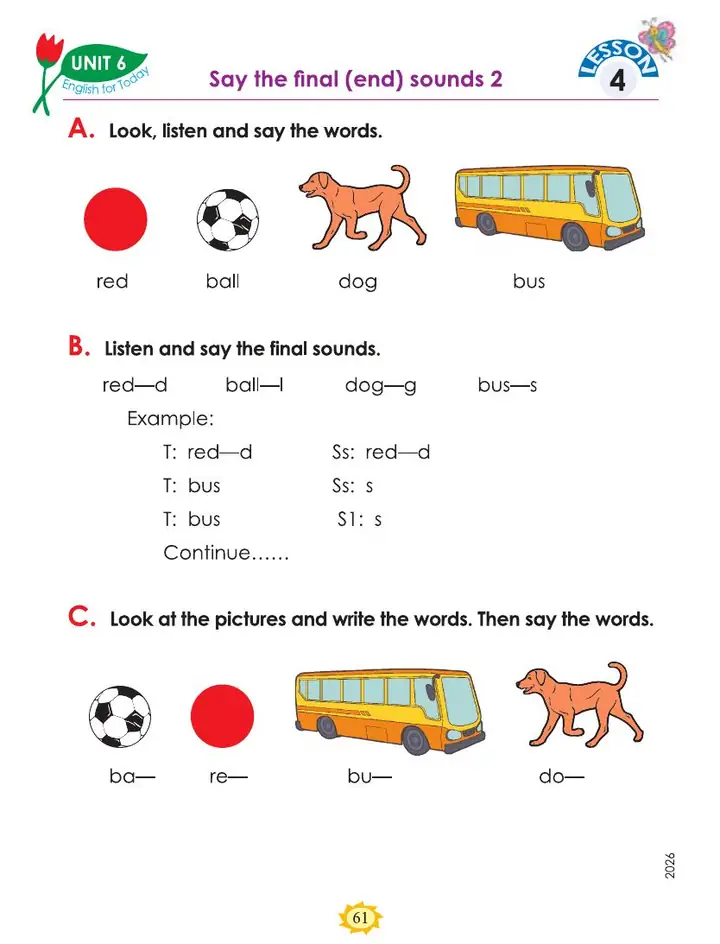 UNIT 6
English for Today
Say the final (end) sounds 2
LESSON
4
A. Look, listen and say the words.
red ball dog bus
B. Listen and say the final sounds.
red—d ball—l dog—g bus—s
Example:
T: red—d Ss: red—d
T: bus Ss: s
T: bus S1: s
Continue......
C. Look at the pictures and write the words. Then say the words.
ba— re— bu— do—
2026
61